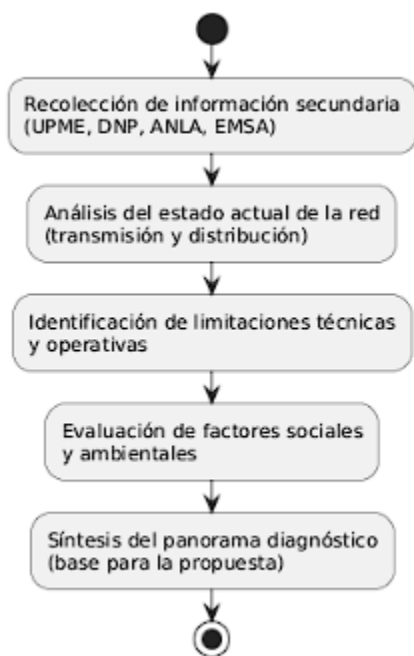 Recolección de información secundaria
(UPME, DNP, ANLA, EMSA)
Análisis del estado actual de la red
(transmisión y distribución)
Identificación de limitaciones técnicas
y operativas
Evaluación de factores sociales
y ambientales
Síntesis del panorama diagnóstico
(base para la propuesta)